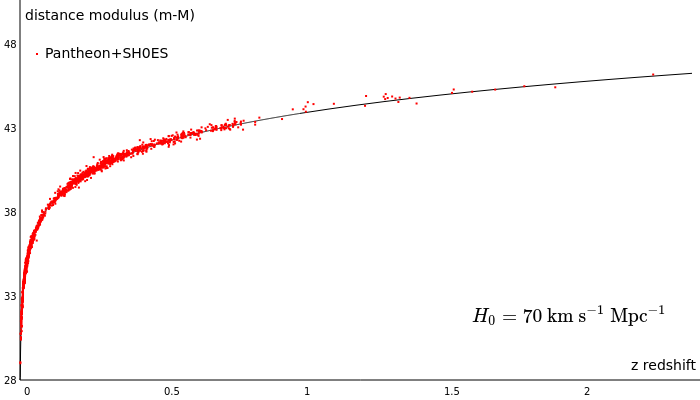 distance modulus (m-M)
48
Pantheon+SH0ES
43
38
33
H₀ = 70 km s⁻¹ Mpc⁻¹
z redshift
28
0 0.5 1 1.5 2